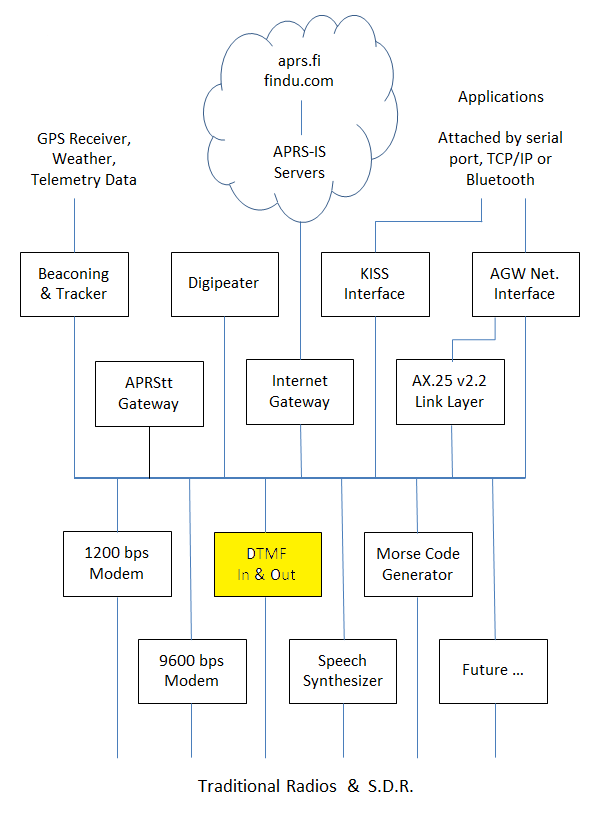 aprs.fi
findu.com
APRS-IS
Servers
Applications
Attached by serial
port, TCP/IP or
Bluetooth
GPS Receiver,
Weather,
Telemetry Data
Beaconing
& Tracker
Digipeater
KISS
Interface
AGW Net.
Interface
APRStt
Gateway
Internet
Gateway
AX.25 v2.2
Link Layer
1200 bps
Modem
DTMF
In & Out
Morse Code
Generator
9600 bps
Modem
Speech
Synthesizer
Future ...
Traditional Radios & S.D.R.